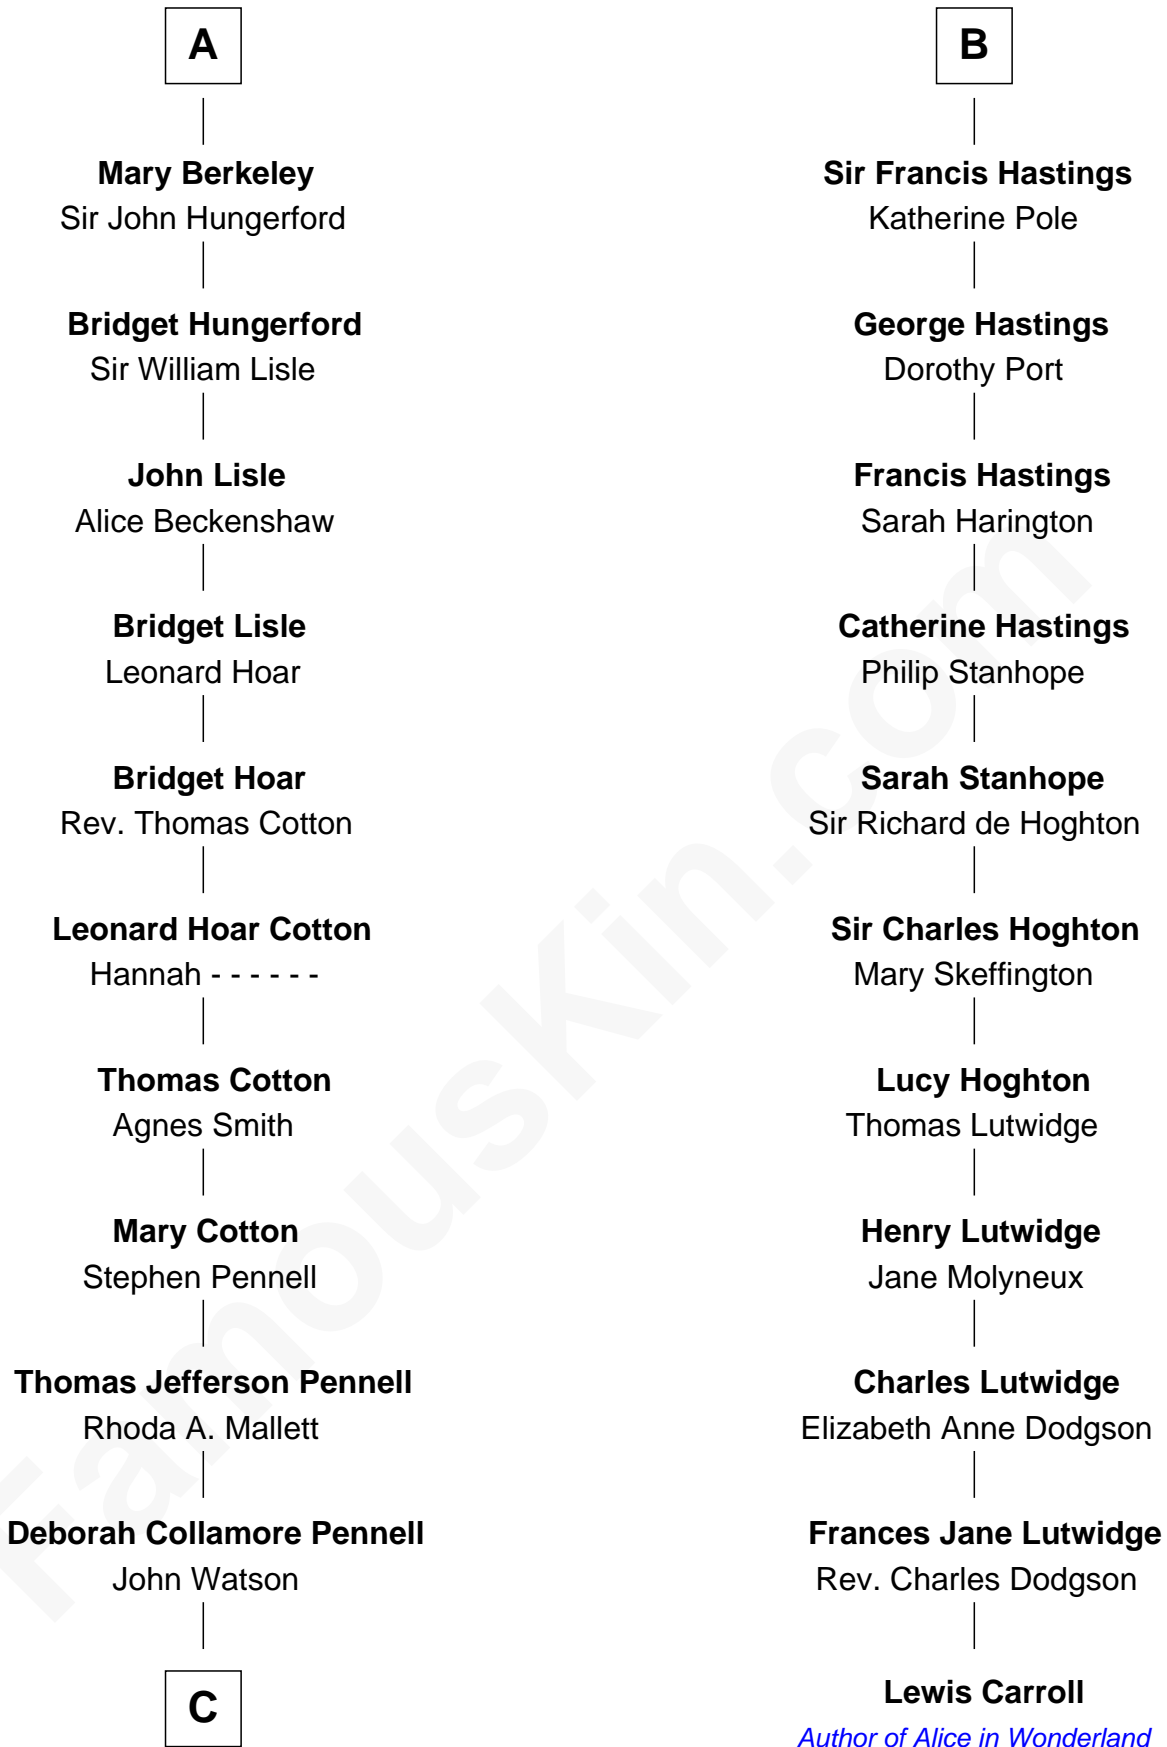 A
Mary Berkeley
Sir John Hungerford
Bridget Hungerford
Sir William Lisle
John Lisle
Alice Beckenshaw
Bridget Lisle
Leonard Hoar
Bridget Hoar
Rev. Thomas Cotton
Leonard Hoar Cotton
Hannah - - - - - -
Thomas Cotton
Agnes Smith
Mary Cotton
Stephen Pennell
Thomas Jefferson Pennell
Rhoda A. Mallett
Deborah Collamore Pennell
John Watson
C
B
Sir Francis Hastings
Katherine Pole
George Hastings
Dorothy Port
Francis Hastings
Sarah Harington
Catherine Hastings
Philip Stanhope
Sarah Stanhope
Sir Richard de Hoghton
Sir Charles Hoghton
Mary Skeffington
Lucy Hoghton
Thomas Lutwidge
Henry Lutwidge
Jane Molyneux
Charles Lutwidge
Elizabeth Anne Dodgson
Frances Jane Lutwidge
Rev. Charles Dodgson
Lewis Carroll
Author of Alice in Wonderland
FamousKin.com